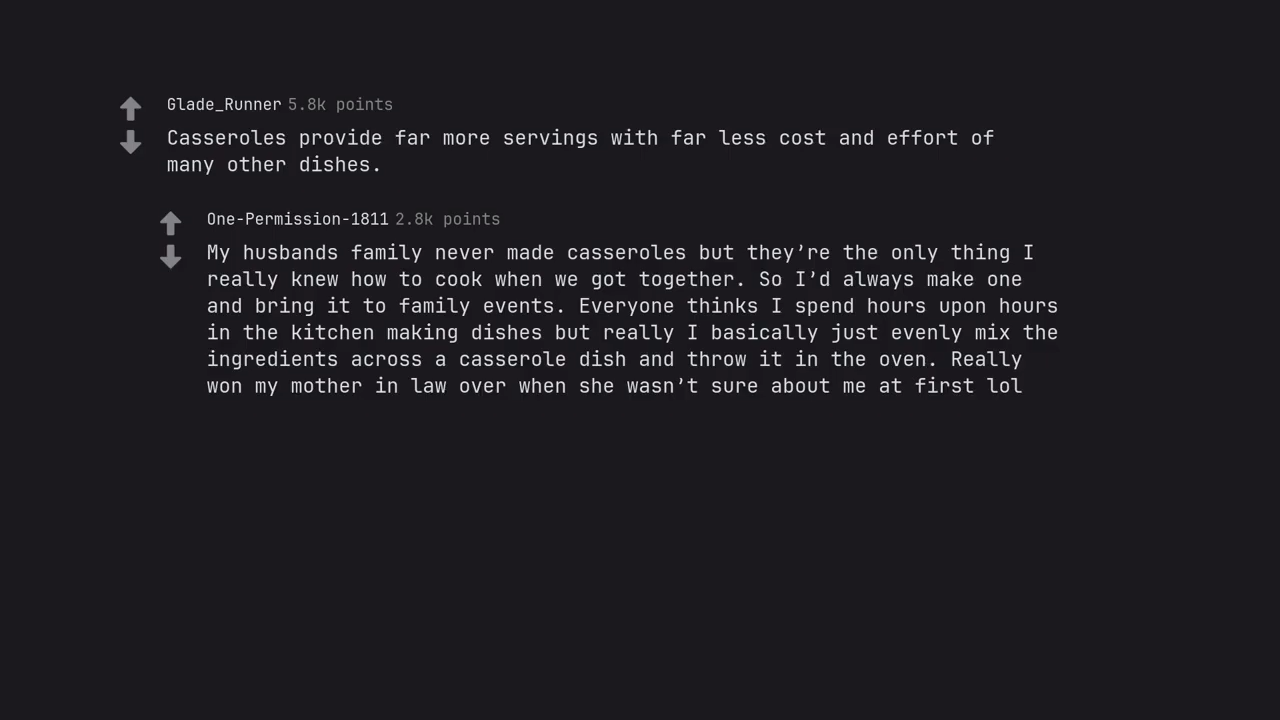 Glade_Runner 5.8k points
Casseroles provide far more servings with far less cost and effort of
many other dishes.
One-Permission-1811 2.8k points
My husbands family never made casseroles but they’re the only thing I
really knew how to cook when we got together. So I’d always make one
and bring it to family events. Everyone thinks I spend hours upon hours
in the kitchen making dishes but really I basically just evenly mix the
ingredients across a casserole dish and throw it in the oven. Really
won my mother in law over when she wasn’t sure about me at first lol